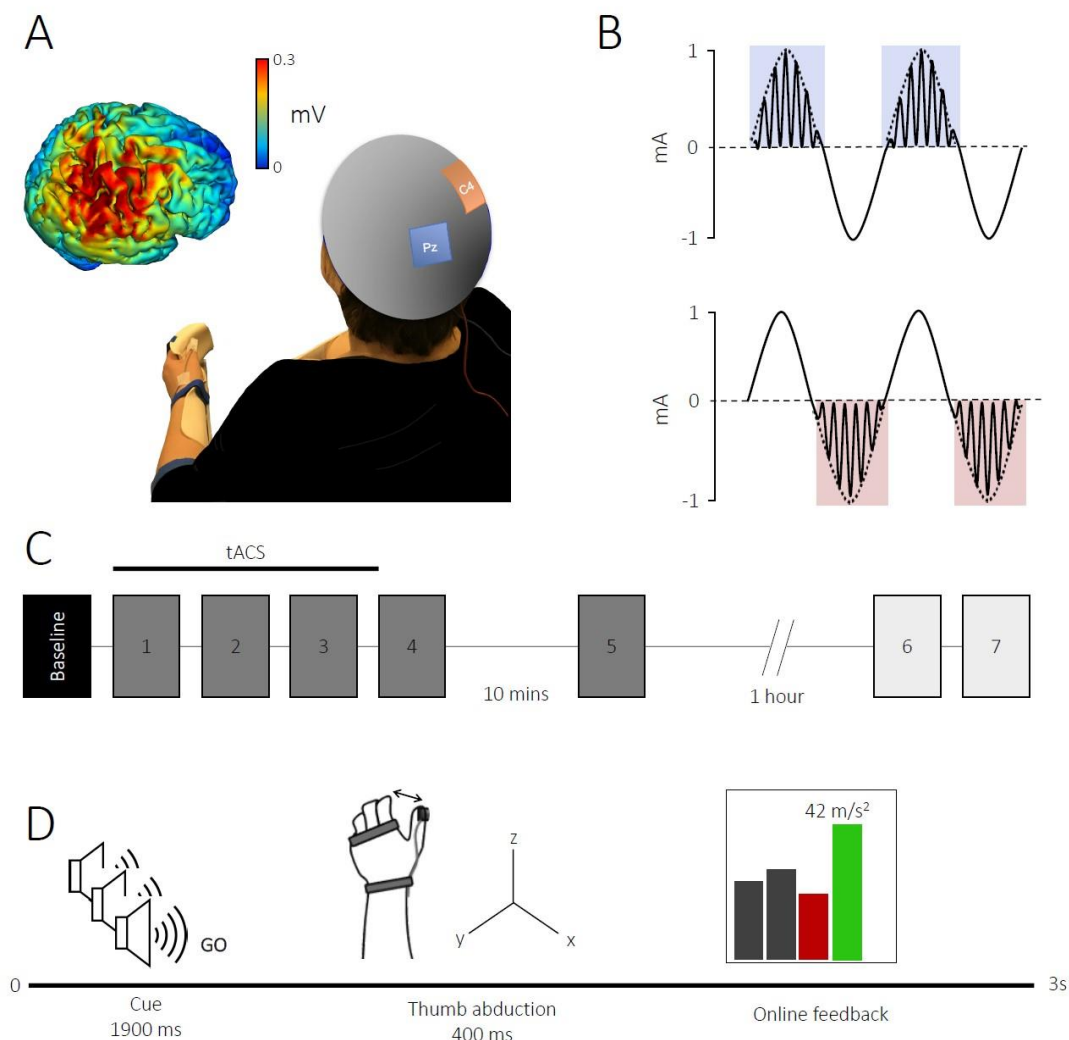 A
0.3
mV
0
C4
Pz
B
1
mA
0
-1
1
mA
0
-1
C
tACS
Baseline
1
2
3
4
5
6
7
10 mins
1 hour
D
GO
z
y
x
42 m/s²
0
3s
Cue
1900 ms
Thumb abduction
400 ms
Online feedback